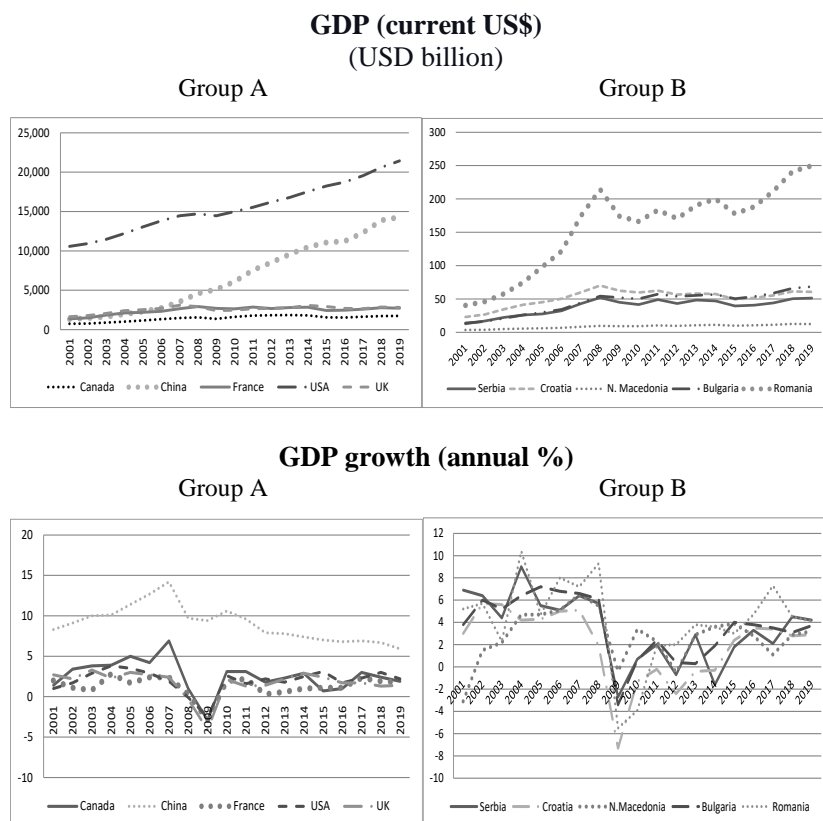 GDP (current US$)
(USD billion)
Group A
Group B
25,000
20,000
15,000
10,000
5,000
0
2001 2002 2003 2004 2005 2006 2007 2008 2009 2010 2011 2012 2013 2014 2015 2016 2017 2018 2019
Canada China France USA UK
300
250
200
150
100
50
0
2001 2002 2003 2004 2005 2006 2007 2008 2009 2010 2011 2012 2013 2014 2015 2016 2017 2018 2019
Serbia Croatia N. Macedonia Bulgaria Romania
GDP growth (annual %)
Group A
Group B
20
15
10
5
0
-5
-10
2001 2002 2003 2004 2005 2006 2007 2008 2009 2010 2011 2012 2013 2014 2015 2016 2017 2018 2019
Canada China France USA UK
12
10
8
6
4
2
0
-2
-4
-6
-8
-10
2001 2002 2003 2004 2005 2006 2007 2008 2009 2010 2011 2012 2013 2014 2015 2016 2017 2018 2019
Serbia Croatia N.Macedonia Bulgaria Romania